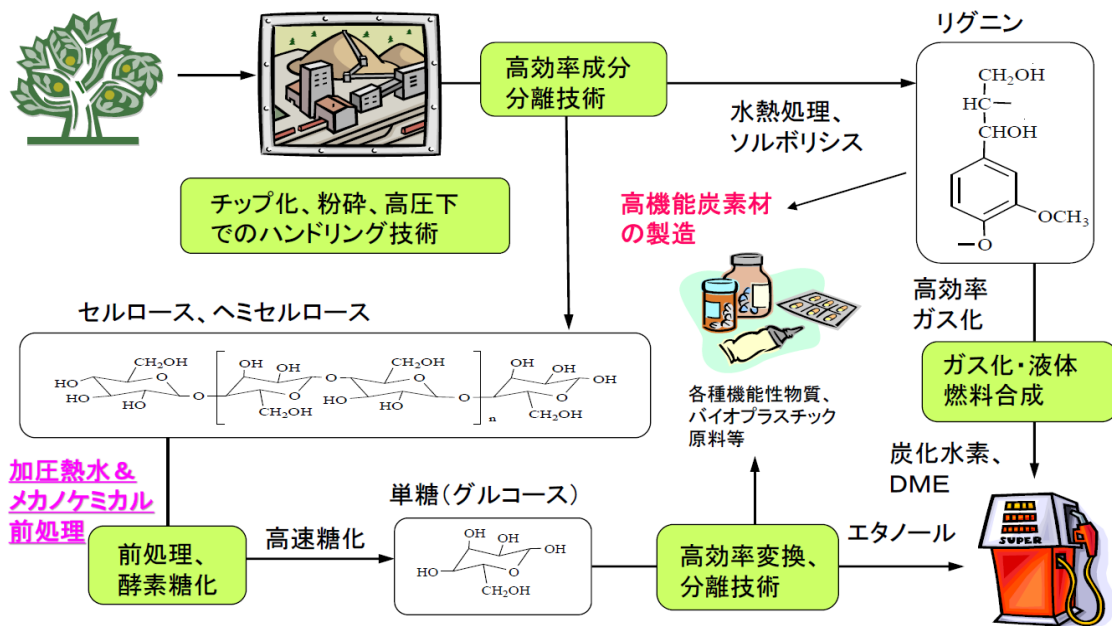 リグニン
高効率成分
分離技術
水熱処理、
ソルボリシス
CH₂OH
HC
CHOH
OCH₃
O
チップ化、粉砕、高圧下
でのハンドリング技術
高機能炭素材
の製造
高効率
ガス化
セルロース、ヘミセルロース
CH₂OH
HO
HO
OH
O
O
OH
OH
O
CH₂OH
O
CH₂OH
O
HO
OH
O
n
OH
OH
OH
O
CH₂OH
各種機能性物質、
バイオプラスチック
原料等
ガス化・液体
燃料合成
炭化水素、
DME
加圧熱水&
メカノケミカル
前処理
単糖(グルコース)
前処理、
酵素糖化
高速糖化
OH
OH
OH
HO
O
CH₂OH
高効率変換、
分離技術
エタノール
SUPER